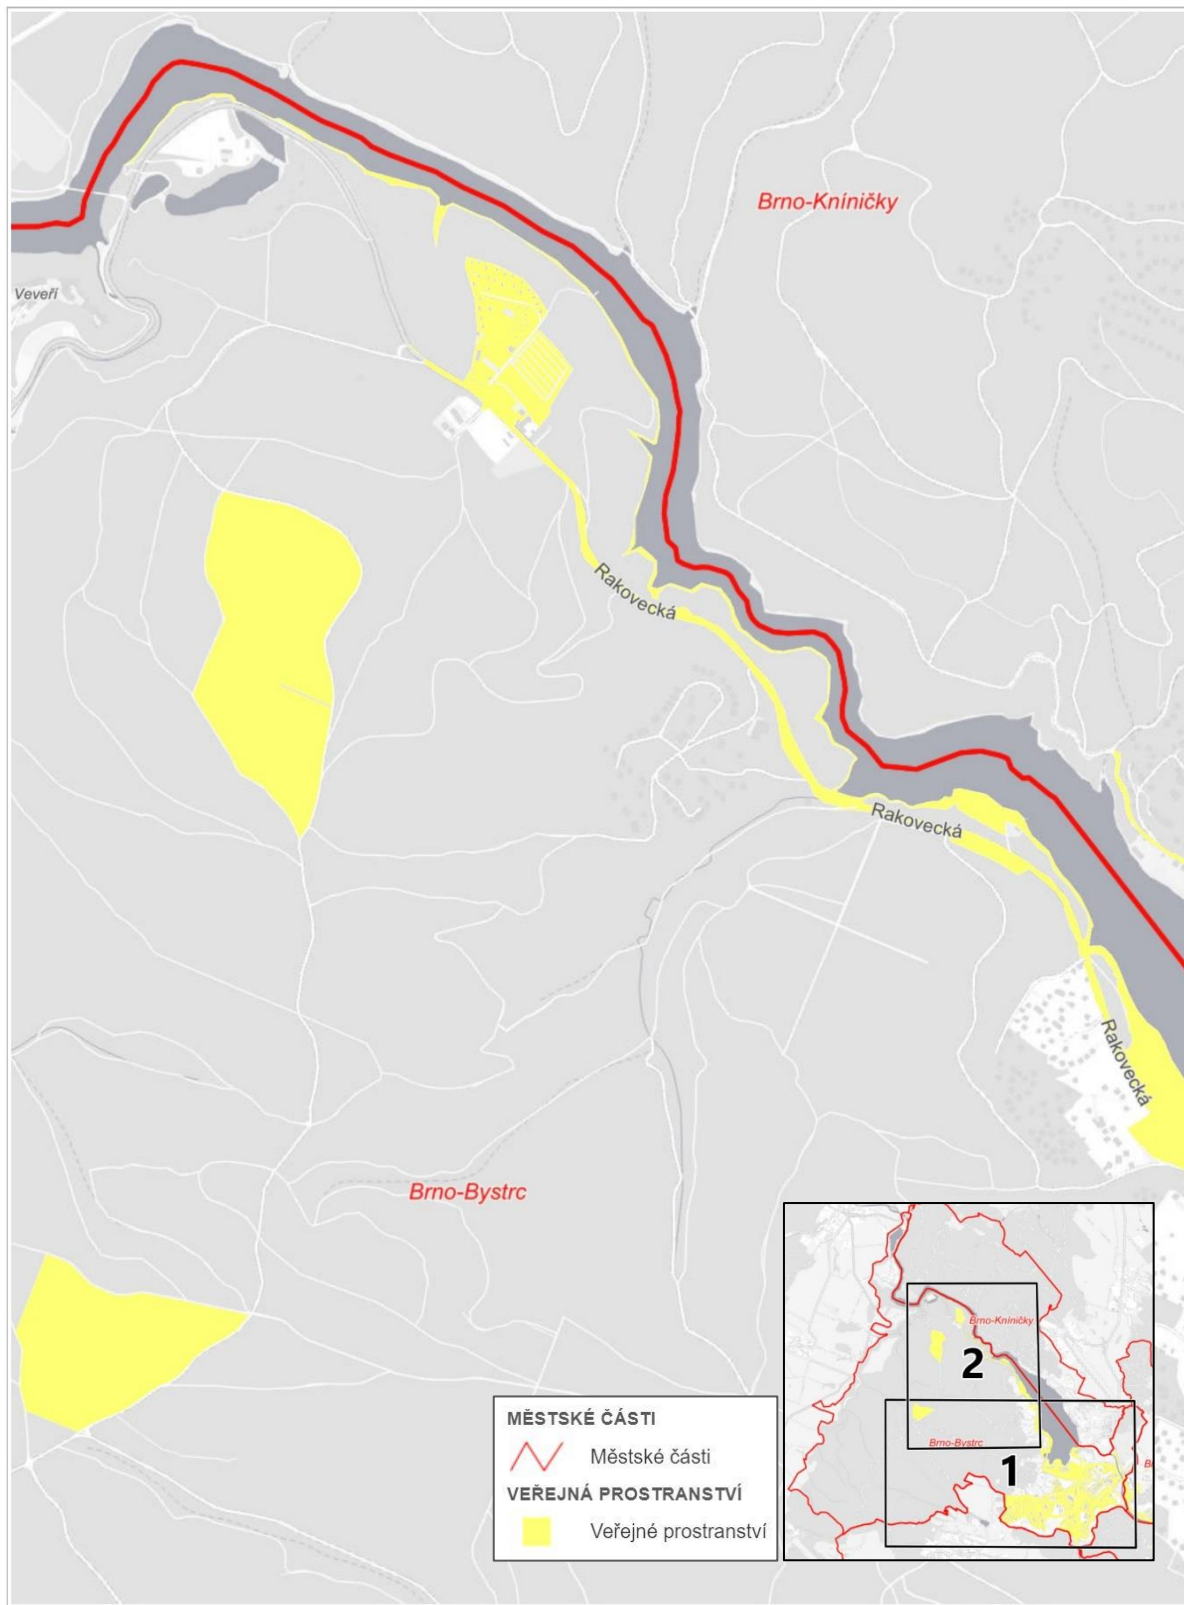 Brno-Kníničky
Veveří
Rakovecká
Rakovecká
Rakovecká
Brno-Bystrc
Brno-Kníničky
2
Brno-Bystrc
1
MĚSTSKÉ ČÁSTI
Městské části
VEŘEJNÁ PROSTRANSTVÍ
Veřejné prostranství